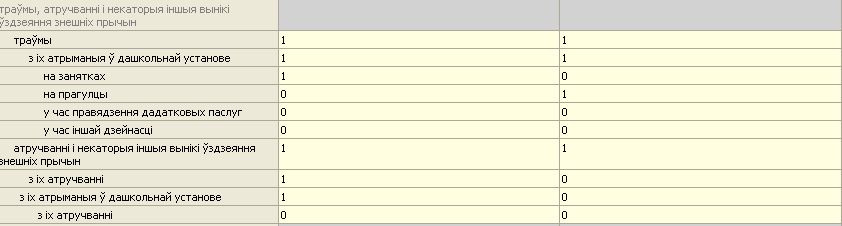 траўмы, атручванні і некаторыя іншыя вынікі
ўздзеяння знешніх прычын
траўмы 1 1
з іх атрыманыя ў дашкольнай установе 1 1
на занятках 1 0
на прагулцы 0 1
у час правядзення дадатковых паслуг 0 0
у час іншай дзейнасці 0 0
атручванні і некаторыя іншыя вынікі ўздзеяння 1 1
знешніх прычын
з іх атручванні 1 0
з іх атрыманыя ў дашкольнай установе 1 0
з іх атручванні 0 0